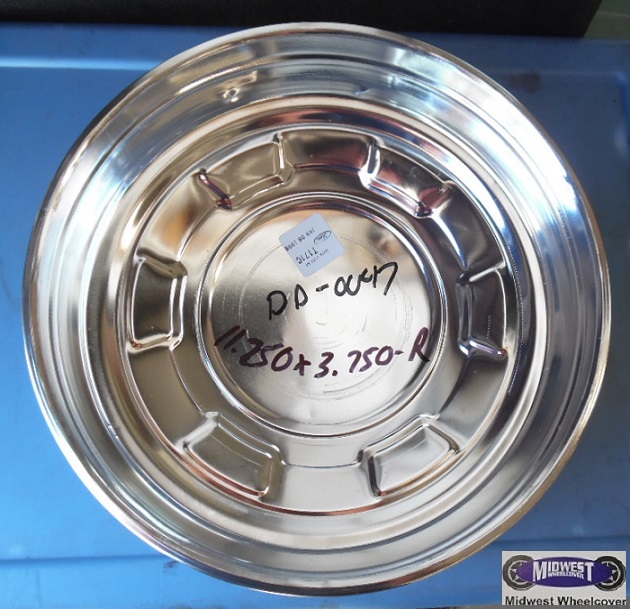 DD-0047
11.250 x 3.750-R
MIDWEST
WHEELCOVER
Midwest Wheelcover